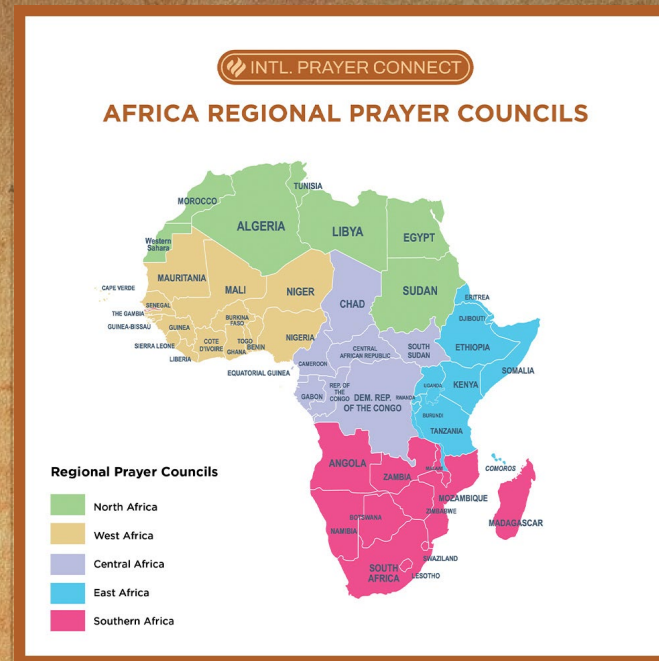 INTL. PRAYER CONNECT
AFRICA REGIONAL PRAYER COUNCILS
TUNISIA
MOROCCO
ALGERIA
LIBYA
EGYPT
Western
Sahara
MAURITANIA
MALI
NIGER
CHAD
SUDAN
ERITREA
CAPE VERDE
SENEGAL
THE GAMBIA
GUINEA-BISSAU
GUINEA
BURKINA
FASO
DJIBOUTI
SIERRA LEONE
LIBERIA
COTE
D'IVOIRE
TOGO
GHANA
BENIN
NIGERIA
CENTRAL
AFRICAN REPUBLIC
SOUTH
SUDAN
ETHIOPIA
SOMALIA
CAMEROON
EQUATORIAL GUINEA
GABON
REP. OF
THE
CONGO
DEM. REP.
OF THE CONGO
UGANDA
KENYA
RWANDA
BURUNDI
TANZANIA
ANGOLA
ZAMBIA
MALAWI
COMOROS
MOZAMBIQUE
ZIMBABWE
BOTSWANA
NAMIBIA
MADAGASCAR
SWAZILAND
SOUTH
AFRICA
LESOTHO
Regional Prayer Councils
North Africa
West Africa
Central Africa
East Africa
Southern Africa